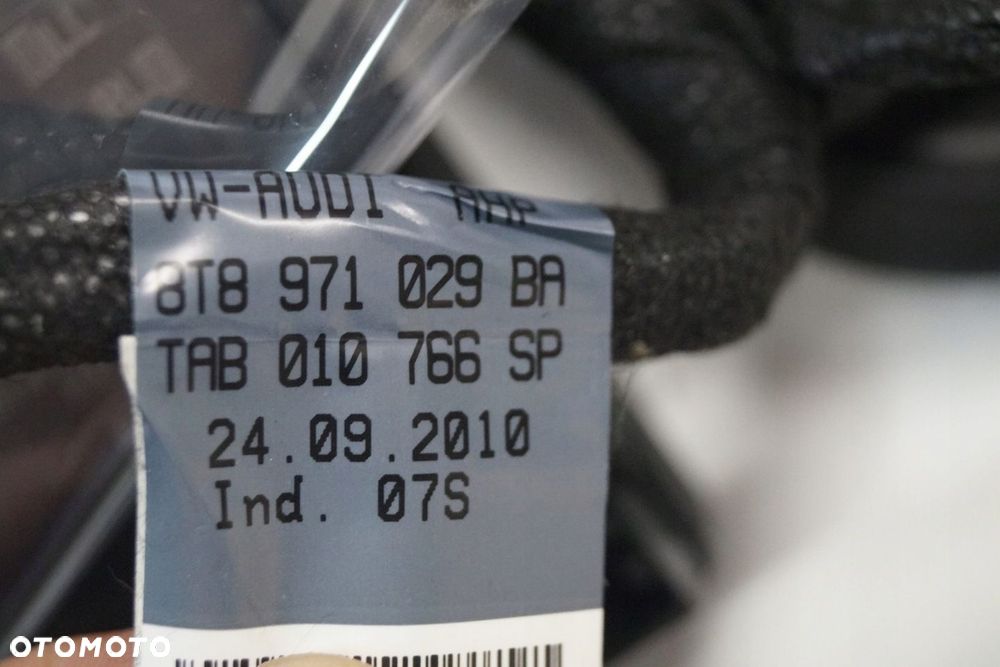 VW-AUDI AHP
8T8 971 029 BA
TAB 010 766 SP
24.09.2010
Ind. 07S
OTOMOTO